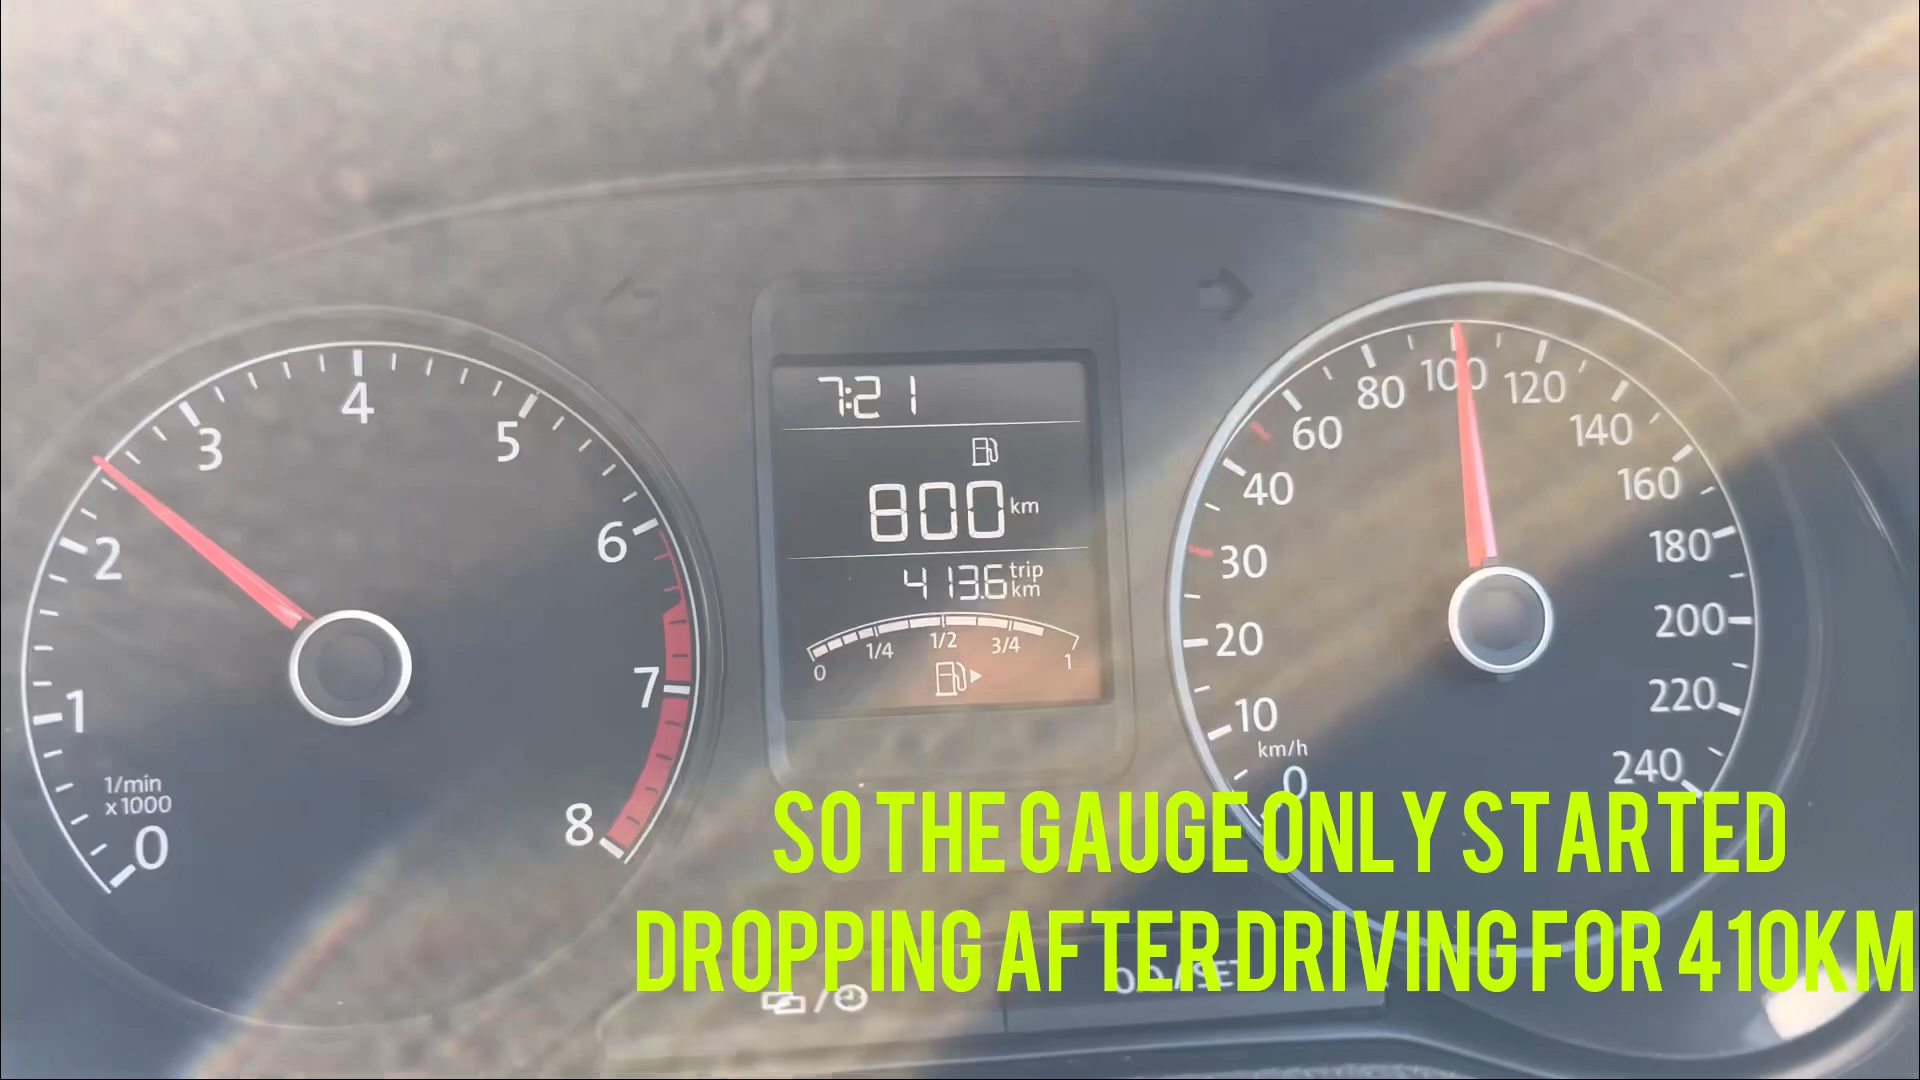 7:21
800 km
413.6 trip km
0 1/4 1/2 3/4 1
0 1 2 3 4 5 6 7 8
1/min
x 1000
0 10 20 30 40 60 80 100 120 140 160 180 200 220 240
km/h
SO THE GAUGE ONLY STARTED
DROPPING AFTER DRIVING FOR 410KM